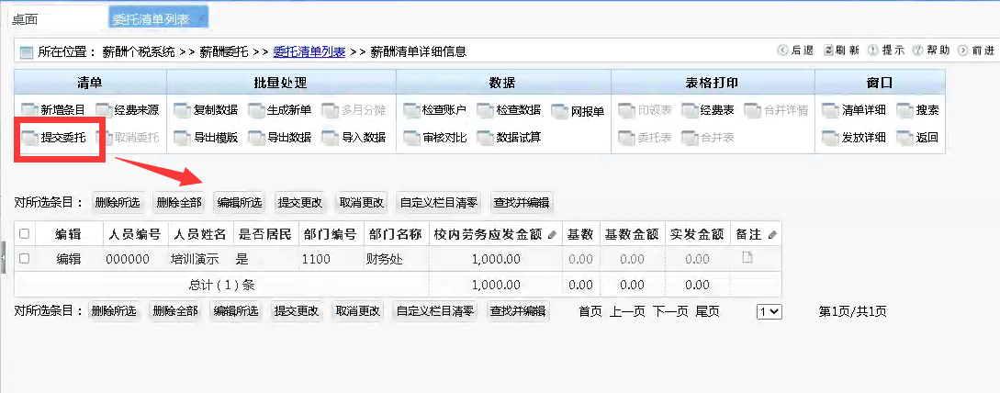 桌面 委托清单列表
所在位置： 薪酬个税系统 >> 薪酬委托 >> 委托清单列表 >> 薪酬清单详细信息 后退 刷新 提示 帮助 前进
清单 批量处理 数据 表格打印 窗口
新增条目 经费来源 复制数据 生成新单 多月分摊 检查账户 检查数据 网报单 印领表 经费表 合并详情 清单详细 搜索
提交委托 取消委托 导出模版 导出数据 导入数据 审核对比 数据试算 委托表 合并表 发放详细 返回
对所选条目： 删除所选 删除全部 编辑所选 提交更改 取消更改 自定义栏目清零 查找并编辑
编辑 人员编号 人员姓名 是否居民 部门编号 部门名称 校内劳务应发金额 基数 基数金额 实发金额 备注
编辑 000000 培训演示 是 1100 财务处 1,000.00 0.00 0.00 0.00
总计（1）条 1,000.00 0.00 0.00 0.00
对所选条目： 删除所选 删除全部 编辑所选 提交更改 取消更改 自定义栏目清零 查找并编辑 首页 上一页 下一页 尾页 1 第1页/共1页